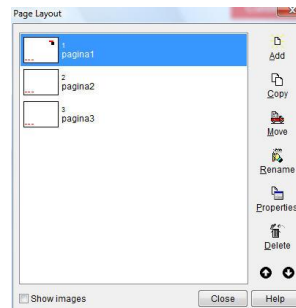 Page Layout
1
pagina1
2
pagina2
3
pagina3
Add
Copy
Move
Rename
Properties
Delete
Show images
Close
Help